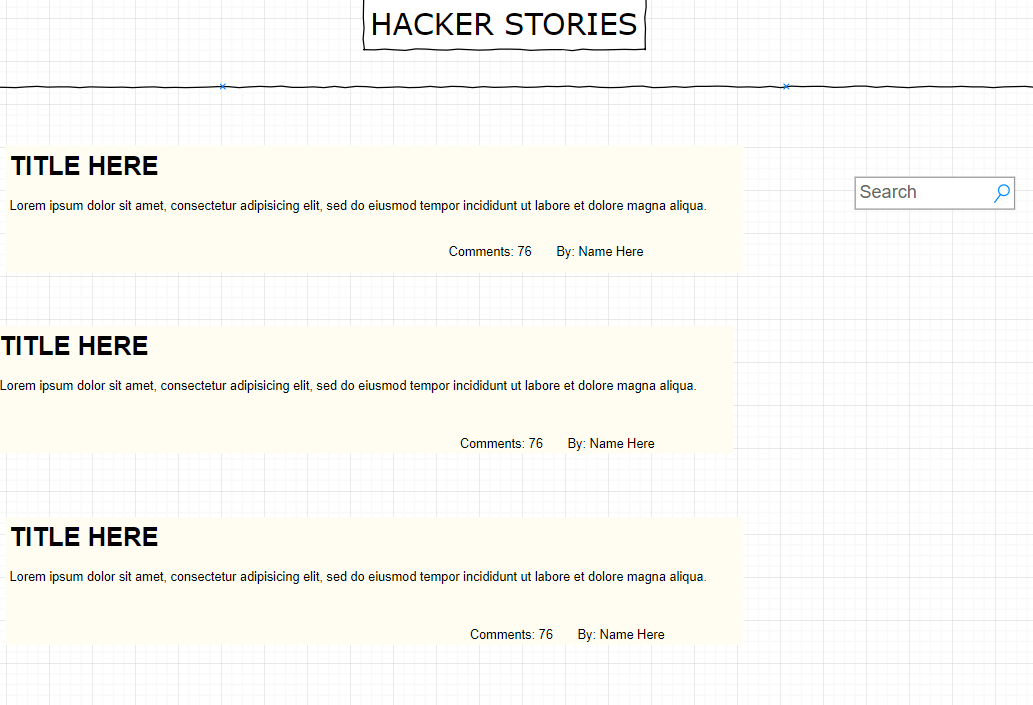 HACKER STORIES
TITLE HERE
Lorem ipsum dolor sit amet, consectetur adipisicing elit, sed do eiusmod tempor incididunt ut labore et dolore magna aliqua.
Search
Comments: 76 By: Name Here
TITLE HERE
Lorem ipsum dolor sit amet, consectetur adipisicing elit, sed do eiusmod tempor incididunt ut labore et dolore magna aliqua.
Comments: 76 By: Name Here
TITLE HERE
Lorem ipsum dolor sit amet, consectetur adipisicing elit, sed do eiusmod tempor incididunt ut labore et dolore magna aliqua.
Comments: 76 By: Name Here